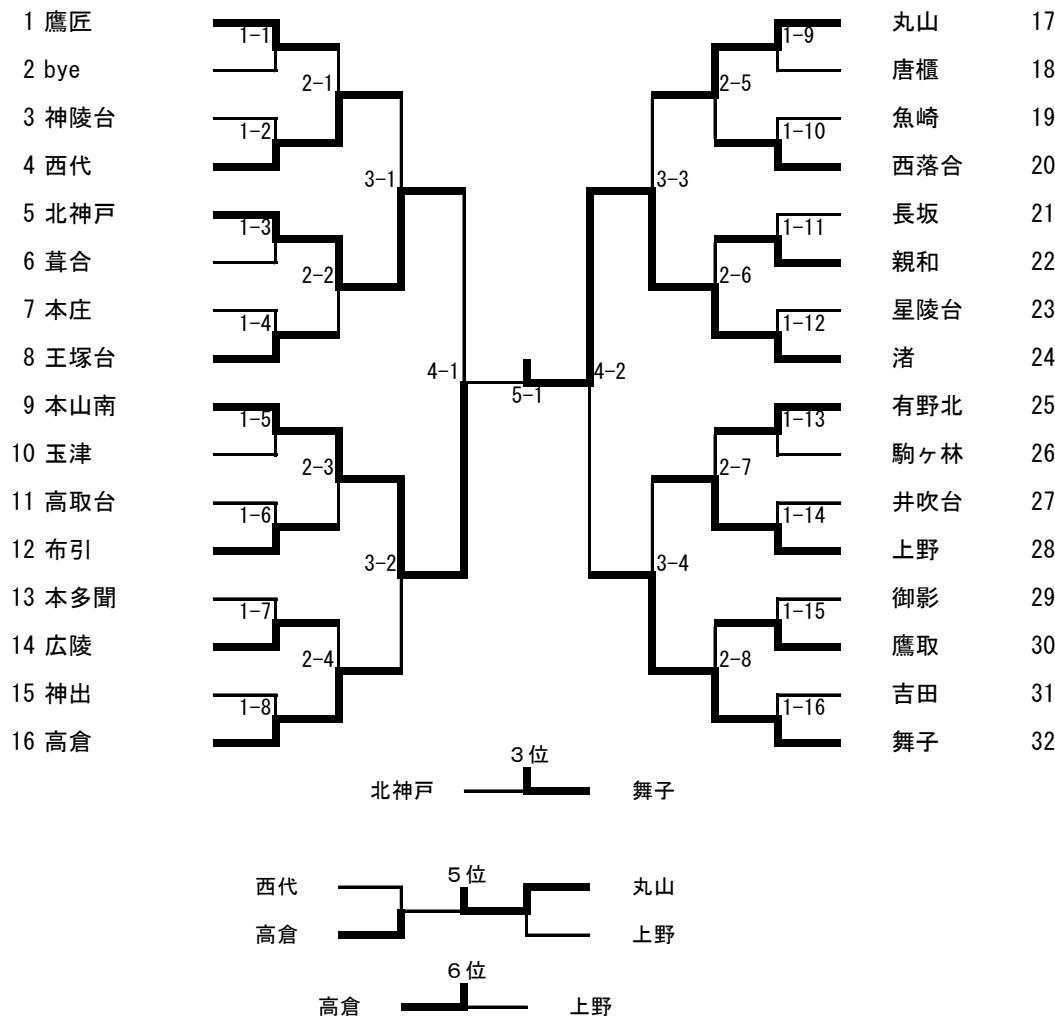 1 鷹匠 丸山 17
1-1 1-9
2 bye 唐櫃 18
2-1 2-5
3 神陵台 魚崎 19
1-2 1-10
4 西代 西落合 20
3-1 3-3
5 北神戸 長坂 21
1-3 1-11
6 葺合 親和 22
2-2 2-6
7 本庄 星陵台 23
1-4 1-12
8 王塚台 渚 24
4-1 4-2
5-1
9 本山南 有野北 25
1-5 1-13
10 玉津 駒ヶ林 26
2-3 2-7
11 高取台 井吹台 27
1-6 1-14
12 布引 上野 28
3-2 3-4
13 本多聞 御影 29
1-7 1-15
14 広陵 鷹取 30
2-4 2-8
15 神出 吉田 31
1-8 1-16
16 高倉 舞子 32
３位
北神戸 舞子
５位
西代 丸山
高倉 上野
６位
高倉 上野